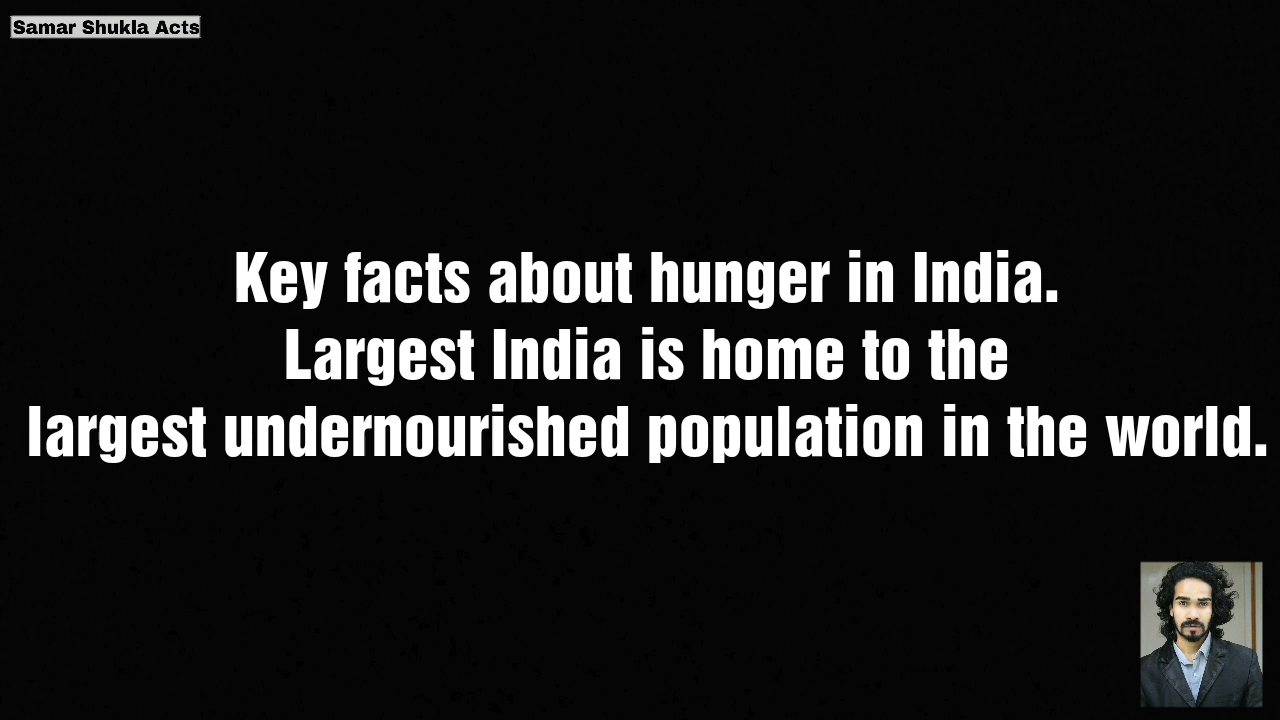 Samar Shukla Acts
Key facts about hunger in India.
Largest India is home to the
largest undernourished population in the world.